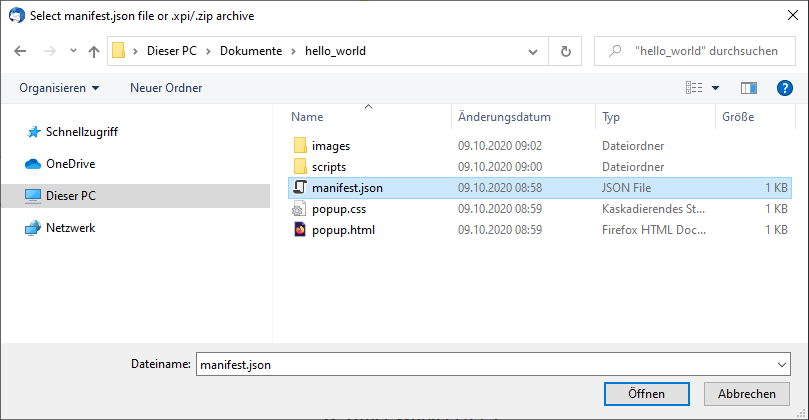 Select manifest.json file or .xpi/.zip archive
Dieser PC > Dokumente > hello_world
"hello_world" durchsuchen
Organisieren Neuer Ordner
Name Änderungsdatum Typ Größe
Schnellzugriff
OneDrive
Dieser PC
Netzwerk
images 09.10.2020 09:02 Dateiordner
scripts 09.10.2020 09:00 Dateiordner
manifest.json 09.10.2020 08:58 JSON File 1 KB
popup.css 09.10.2020 08:59 Kaskadierendes St... 1 KB
popup.html 09.10.2020 08:59 Firefox HTML Doc... 1 KB
Dateiname: manifest.json
Öffnen Abbrechen